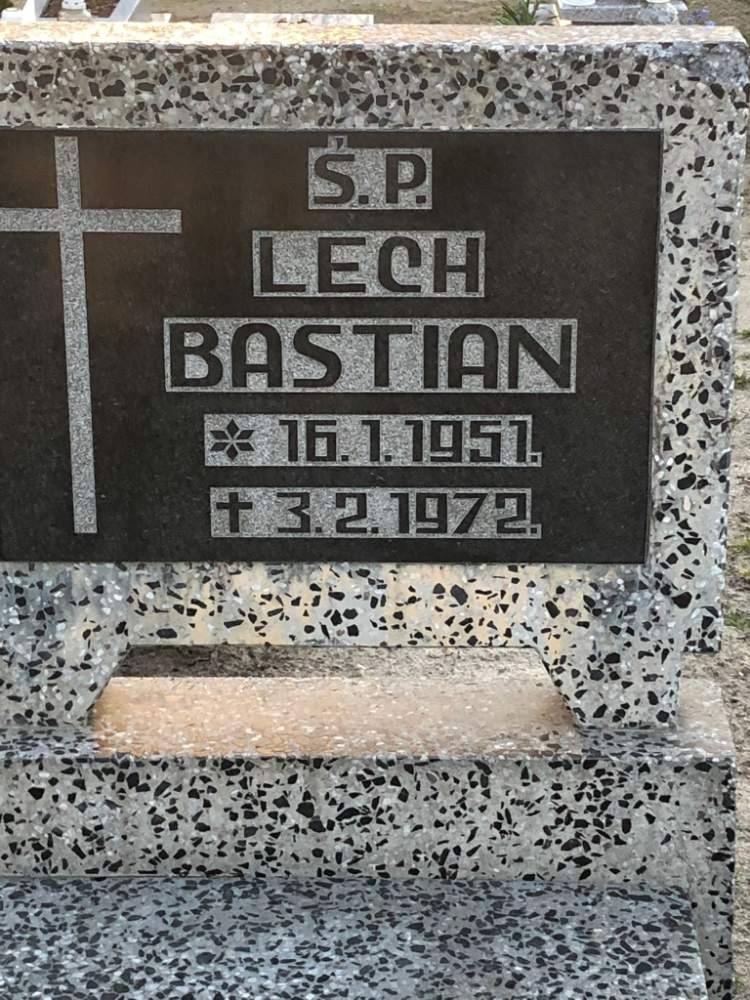 Ś.P.
LECH
BASTIAN
* 16.1.1951.
† 3.2.1972.